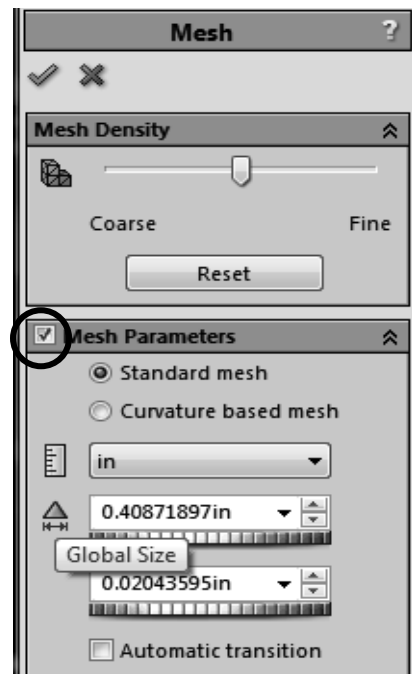 Mesh ?
Mesh Density
Coarse Fine
Reset
Mesh Parameters
Standard mesh
Curvature based mesh
in
0.40871897in
Global Size
0.02043595in
Automatic transition